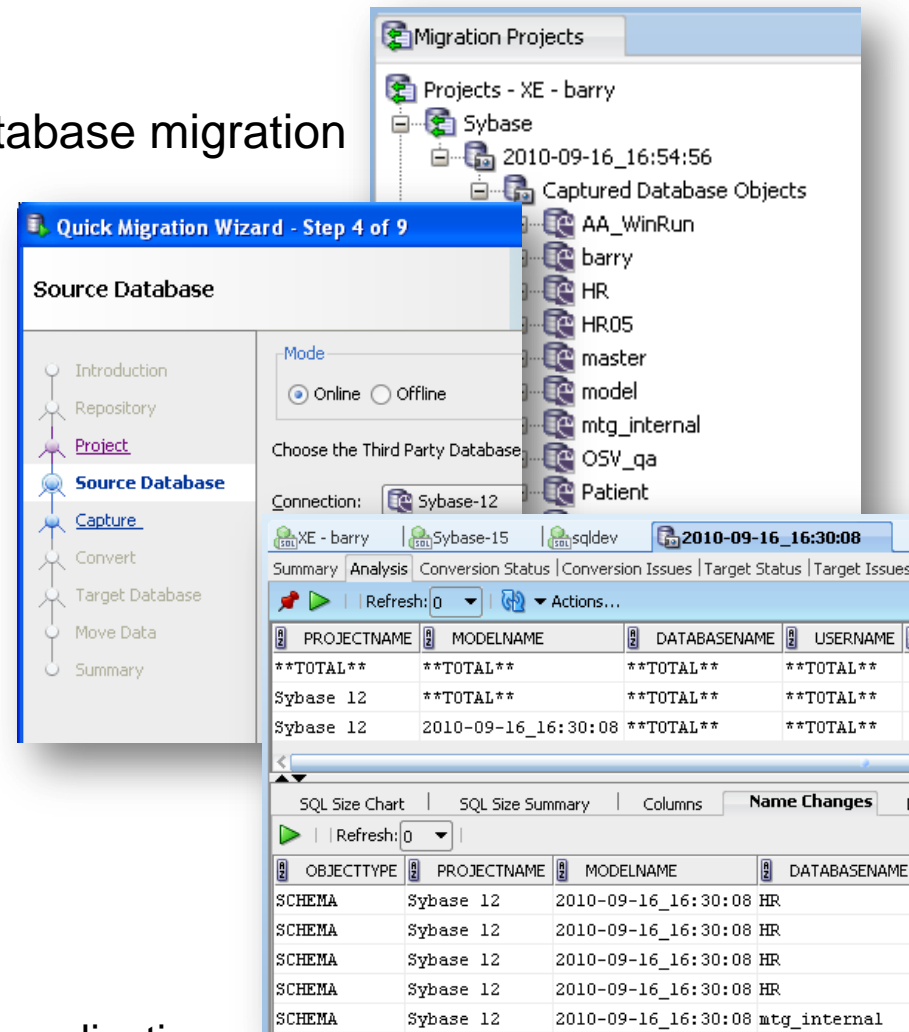 Migration Projects
Projects - XE - barry
Sybase
2010-09-16_16:54:56
Captured Database Objects
AA_WinRun
barry
HR
HR05
master
model
mtg_internal
OSV_qa
Patient
migration
Quick Migration Wizard - Step 4 of 9
Source Database
Introduction
Repository
Project
Source Database
Capture
Convert
Target Database
Move Data
Summary
Mode
Online Offline
Choose the Third Party Database
Connection: Sybase-12
XE - barry Sybase-15 sqldev 2010-09-16_16:30:08
Summary Analysis Conversion Status Conversion Issues Target Status Target Issues
Refresh: 0 Actions...
PROJECTNAME MODELNAME DATABASENAME USERNAME
**TOTAL** **TOTAL** **TOTAL** **TOTAL**
Sybase 12 **TOTAL** **TOTAL** **TOTAL**
Sybase 12 2010-09-16_16:30:08 **TOTAL** **TOTAL**
SQL Size Chart SQL Size Summary Columns Name Changes
Refresh: 0
OBJECTTYPE PROJECTNAME MODELNAME DATABASENAME
SCHEMA Sybase 12 2010-09-16_16:30:08 HR
SCHEMA Sybase 12 2010-09-16_16:30:08 HR
SCHEMA Sybase 12 2010-09-16_16:30:08 HR
SCHEMA Sybase 12 2010-09-16_16:30:08 HR
SCHEMA Sybase 12 2010-09-16_16:30:08 mtg_internal